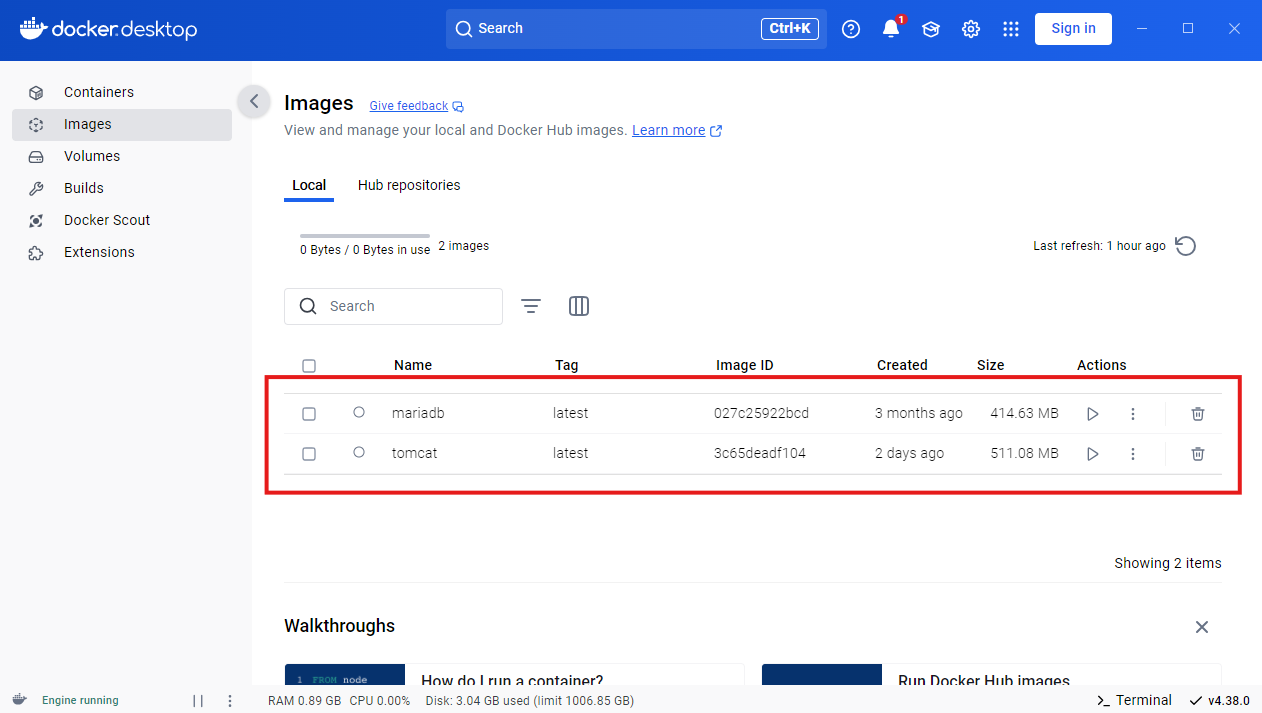 docker.desktop
Search Ctrl+K
1
Sign in
Containers
Images
Volumes
Builds
Docker Scout
Extensions
Images Give feedback
View and manage your local and Docker Hub images. Learn more
Local Hub repositories
0 Bytes / 0 Bytes in use 2 images
Last refresh: 1 hour ago
Search
Name Tag Image ID Created Size Actions
mariadb latest 027c25922bcd 3 months ago 414.63 MB
tomcat latest 3c65deadf104 2 days ago 511.08 MB
Showing 2 items
Walkthroughs
1 FROM node
How do I run a container?
Run Docker Hub images
Engine running
RAM 0.89 GB CPU 0.00% Disk: 3.04 GB used (limit 1006.85 GB)
Terminal v4.38.0